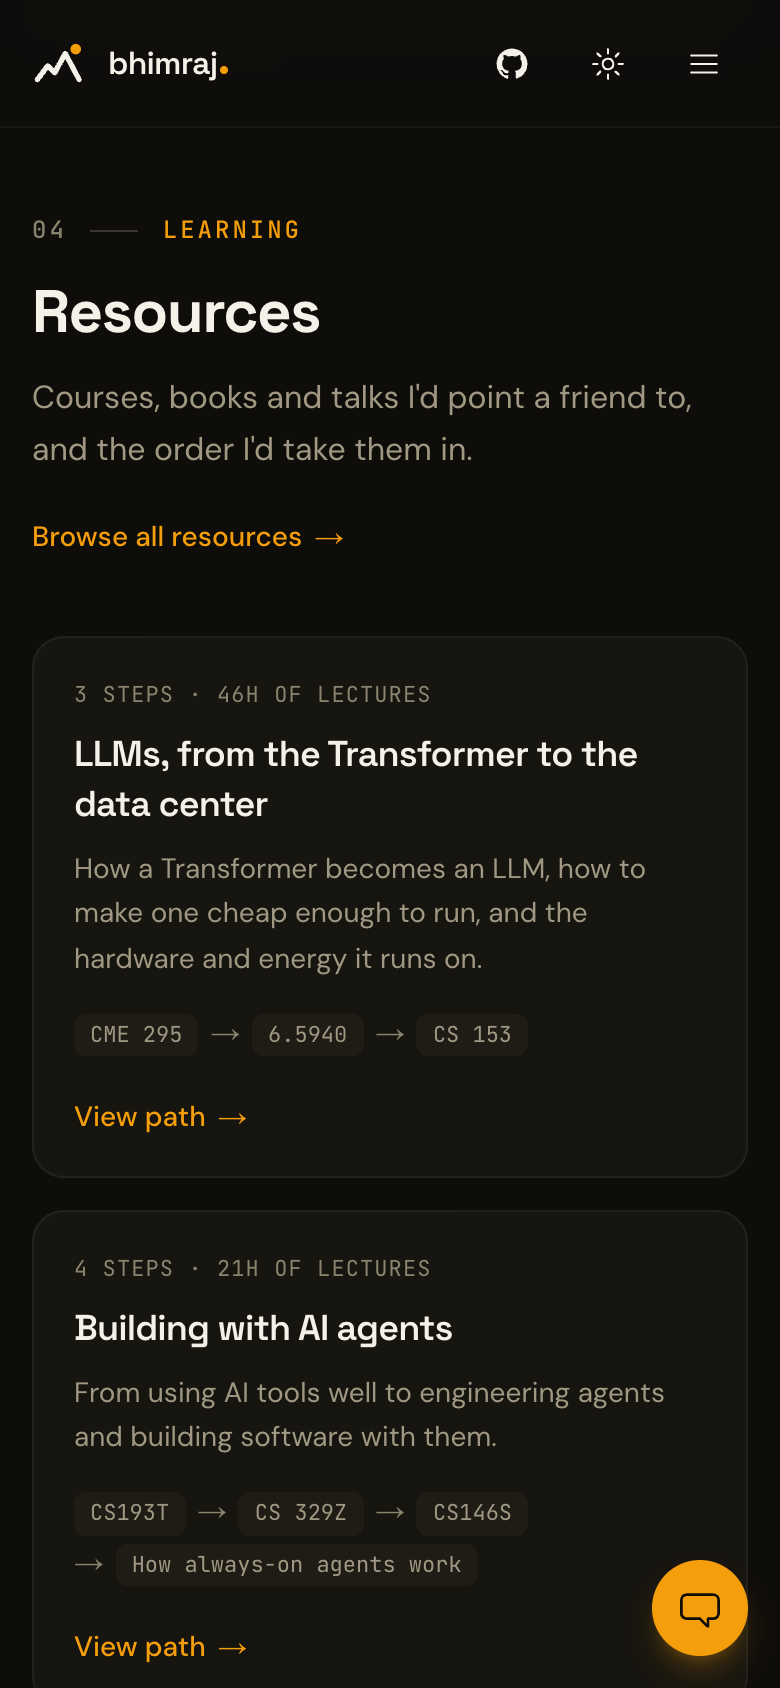 bhimraj.
04 — LEARNING
Resources
Courses, books and talks I'd point a friend to,
and the order I'd take them in.
Browse all resources →
3 STEPS · 46H OF LECTURES
LLMs, from the Transformer to the
data center
How a Transformer becomes an LLM, how to
make one cheap enough to run, and the
hardware and energy it runs on.
CME 295 → 6.5940 → CS 153
View path →
4 STEPS · 21H OF LECTURES
Building with AI agents
From using AI tools well to engineering agents
and building software with them.
CS193T → CS 329Z → CS146S
→ How always-on agents work
View path →